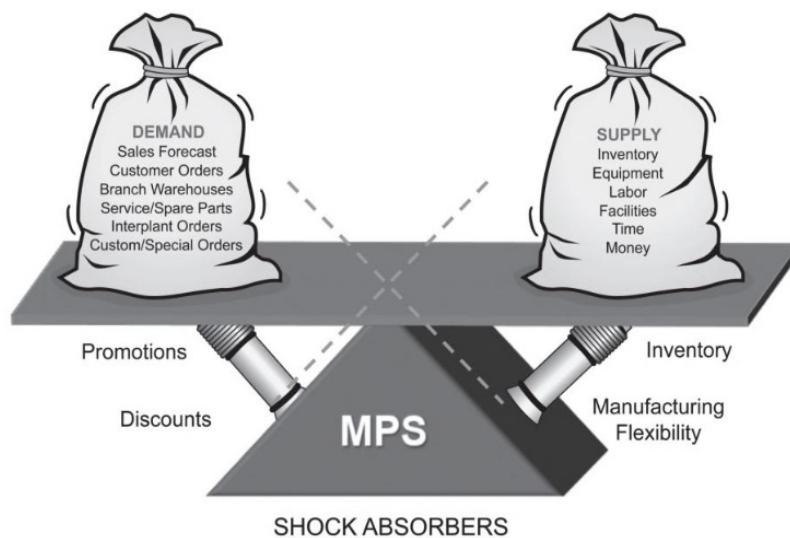 DEMAND
Sales Forecast
Customer Orders
Branch Warehouses
Service/Spare Parts
Interplant Orders
Custom/Special Orders
SUPPLY
Inventory
Equipment
Labor
Facilities
Time
Money
Promotions
Discounts
Inventory
Manufacturing
Flexibility
MPS
SHOCK ABSORBERS